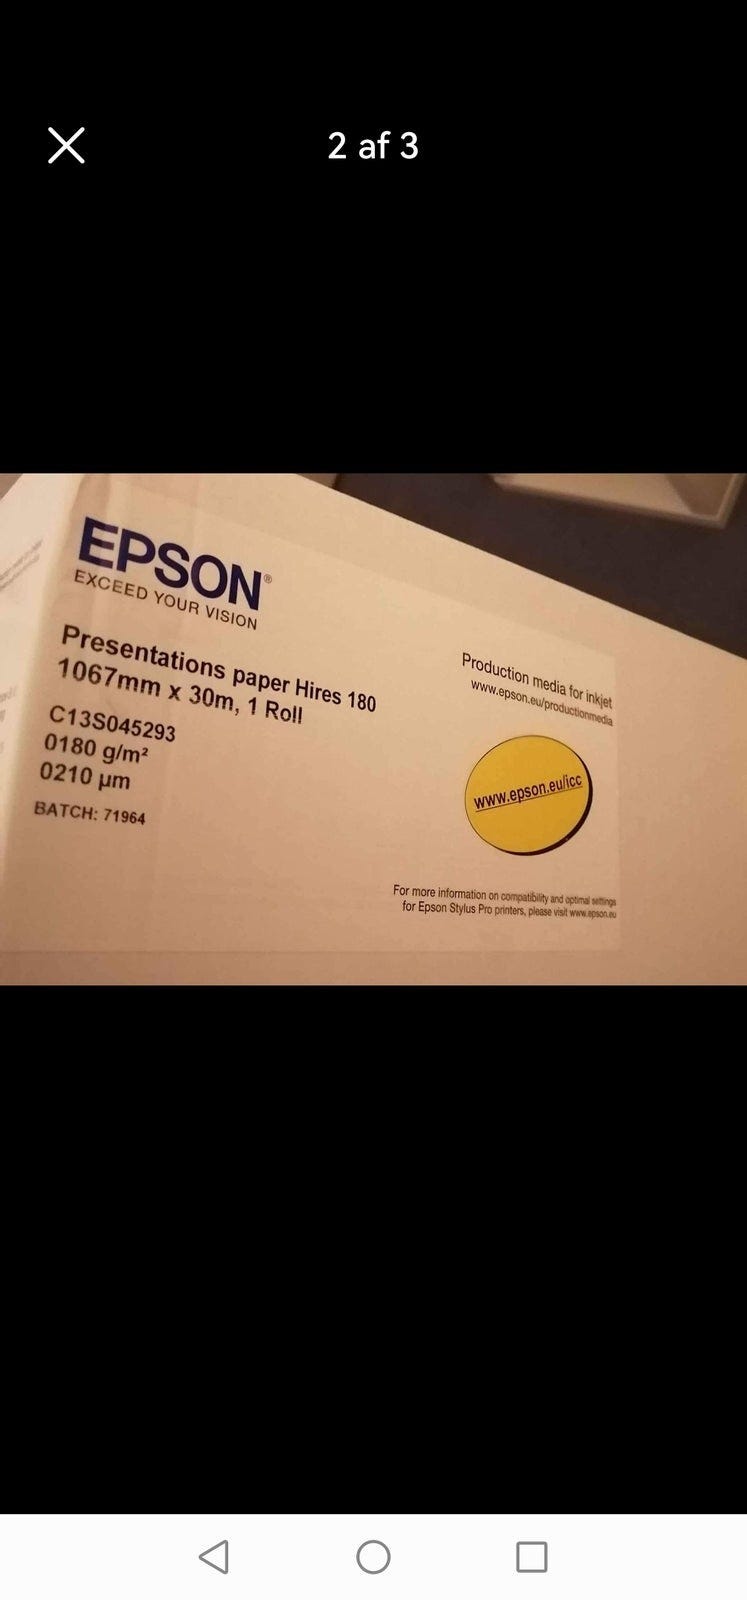 2 af 3
EPSON®
EXCEED YOUR VISION
Presentations paper Hires 180
1067mm x 30m, 1 Roll
C13S045293
0180 g/m²
0210 µm
BATCH: 71964
Production media for inkjet
www.epson.eu/productionmedia
www.epson.eu/icc
For more information on compatibility and optimal settings
for Epson Stylus Pro printers, please visit www.epson.eu